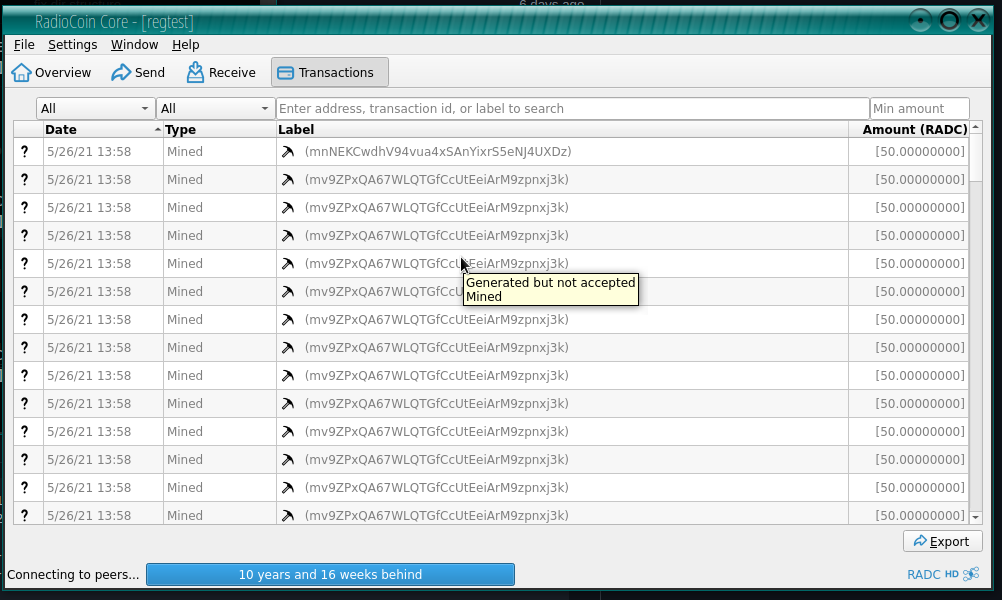 6 days ago
RadioCoin Core - [regtest]
File Settings Window Help
Overview Send Receive Transactions
All All Enter address, transaction id, or label to search Min amount
Date Type Label Amount (RADC)
? 5/26/21 13:58 Mined (mnNEKCwdhV94vua4xSAnYixrS5eNJ4UXDz) [50.00000000]
? 5/26/21 13:58 Mined (mv9ZPxQA67WLQTGfCcUtEeiArM9zpnxj3k) [50.00000000]
? 5/26/21 13:58 Mined (mv9ZPxQA67WLQTGfCcUtEeiArM9zpnxj3k) [50.00000000]
? 5/26/21 13:58 Mined (mv9ZPxQA67WLQTGfCcUtEeiArM9zpnxj3k) [50.00000000]
? 5/26/21 13:58 Mined (mv9ZPxQA67WLQTGfCcUtEeiArM9zpnxj3k) [50.00000000]
Generated but not accepted
Mined
? 5/26/21 13:58 Mined (mv9ZPxQA67WLQTGfCcU [50.00000000]
? 5/26/21 13:58 Mined (mv9ZPxQA67WLQTGfCcUtEeiArM9zpnxj3k) [50.00000000]
? 5/26/21 13:58 Mined (mv9ZPxQA67WLQTGfCcUtEeiArM9zpnxj3k) [50.00000000]
? 5/26/21 13:58 Mined (mv9ZPxQA67WLQTGfCcUtEeiArM9zpnxj3k) [50.00000000]
? 5/26/21 13:58 Mined (mv9ZPxQA67WLQTGfCcUtEeiArM9zpnxj3k) [50.00000000]
? 5/26/21 13:58 Mined (mv9ZPxQA67WLQTGfCcUtEeiArM9zpnxj3k) [50.00000000]
? 5/26/21 13:58 Mined (mv9ZPxQA67WLQTGfCcUtEeiArM9zpnxj3k) [50.00000000]
? 5/26/21 13:58 Mined (mv9ZPxQA67WLQTGfCcUtEeiArM9zpnxj3k) [50.00000000]
? 5/26/21 13:58 Mined (mv9ZPxQA67WLQTGfCcUtEeiArM9zpnxj3k) [50.00000000]
Export
Connecting to peers... 10 years and 16 weeks behind RADC HD